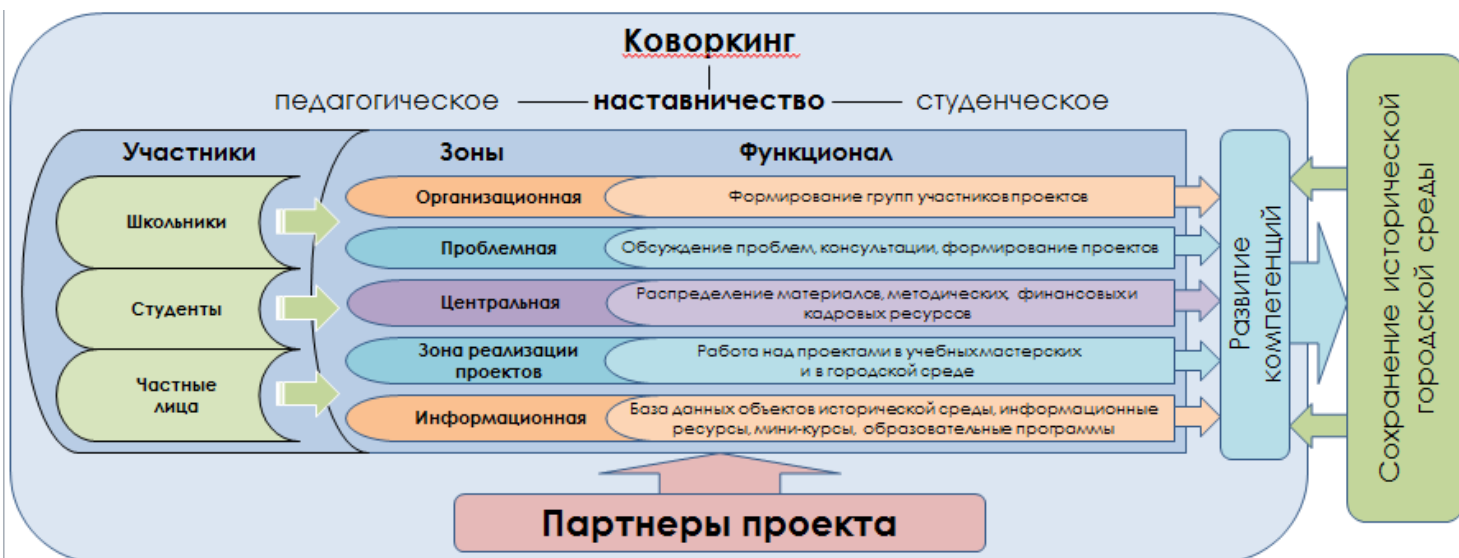 Коворкинг
педагогическое наставничество студенческое
Участники
Зоны
Функционал
Школьники
Студенты
Частные
лица
Организационная
Формирование групп участников проектов
Проблемная
Обсуждение проблем, консультации, формирование проектов
Центральная
Распределение материалов, методических, финансовых и
кадровых ресурсов
Зона реализации
проектов
Работа над проектами в учебных мастерских
и в городской среде
Информационная
База данных объектов исторической среды, информационные
ресурсы, мини-курсы, образовательные программы
Развитие
компетенций
Сохранение исторической
городской среды
Партнеры проекта